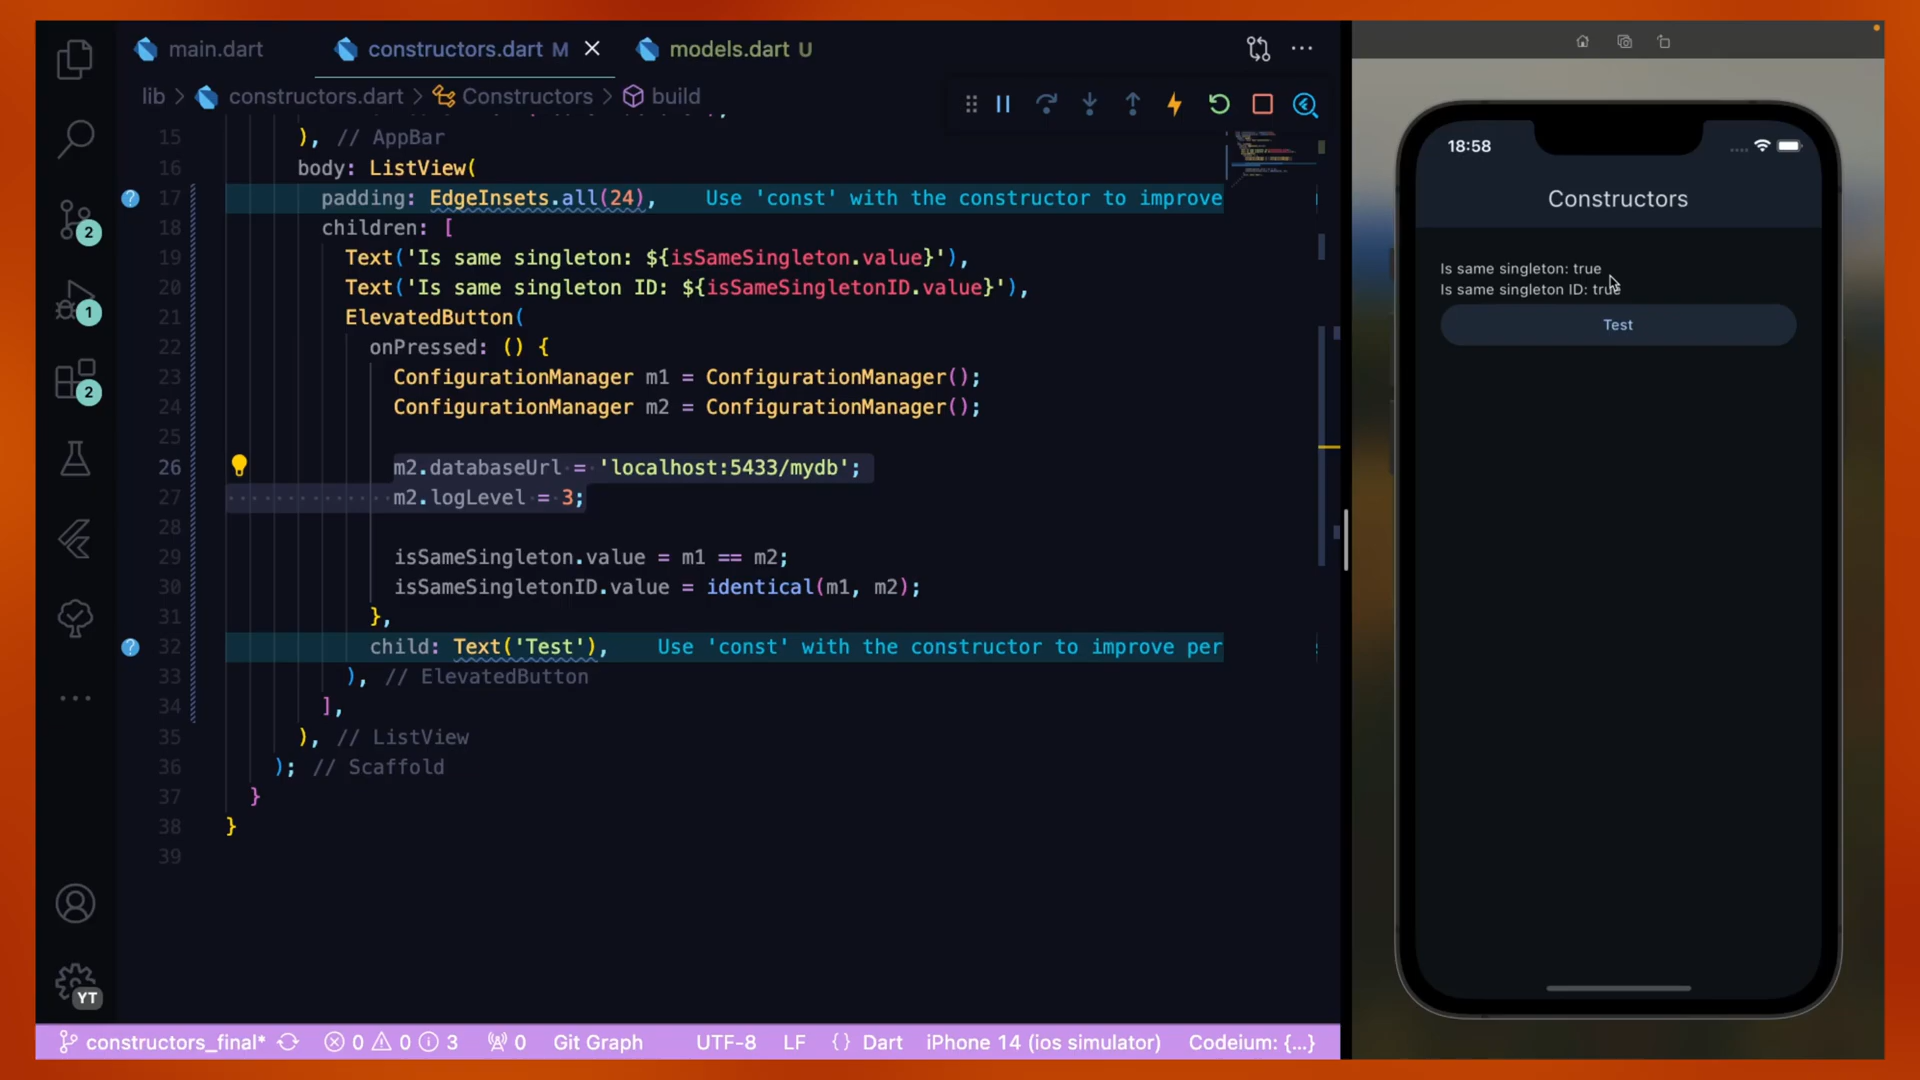 main.dart
constructors.dart M
models.dart U
lib > constructors.dart > Constructors > build
15 ), // AppBar
16 body: ListView(
17 padding: EdgeInsets.all(24), Use 'const' with the constructor to improve
18 children: [
19 Text('Is same singleton: ${isSameSingleton.value}'),
20 Text('Is same singleton ID: ${isSameSingletonID.value}'),
21 ElevatedButton(
22 onPressed: () {
23 ConfigurationManager m1 = ConfigurationManager();
24 ConfigurationManager m2 = ConfigurationManager();
25
26 m2.databaseUrl = 'localhost:5433/mydb';
27 m2.logLevel = 3;
28
29 isSameSingleton.value = m1 == m2;
30 isSameSingletonID.value = identical(m1, m2);
31 },
32 child: Text('Test'), Use 'const' with the constructor to improve per
33 ), // ElevatedButton
34 ],
35 ), // ListView
36 ); // Scaffold
37 }
38 }
39
2
1
2
YT
constructors_final* 0 0 3 0 Git Graph UTF-8 LF {} Dart iPhone 14 (ios simulator) Codeium: {...}
18:58
Constructors
Is same singleton: true
Is same singleton ID: true
Test